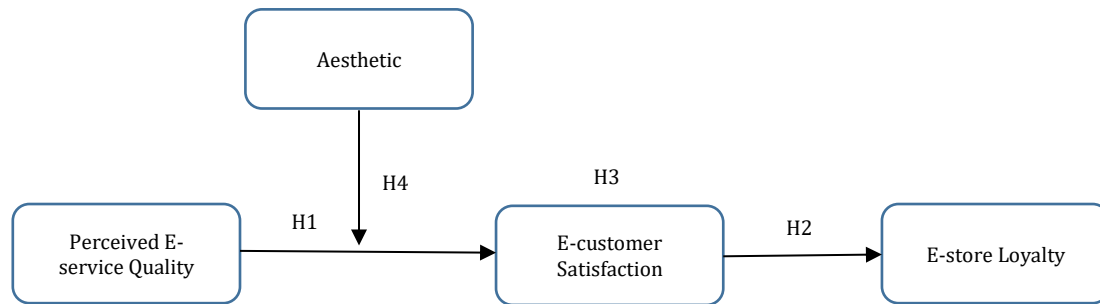 Aesthetic
H4
H3
H1
H2
Perceived E-
service Quality
E-customer
Satisfaction
E-store Loyalty